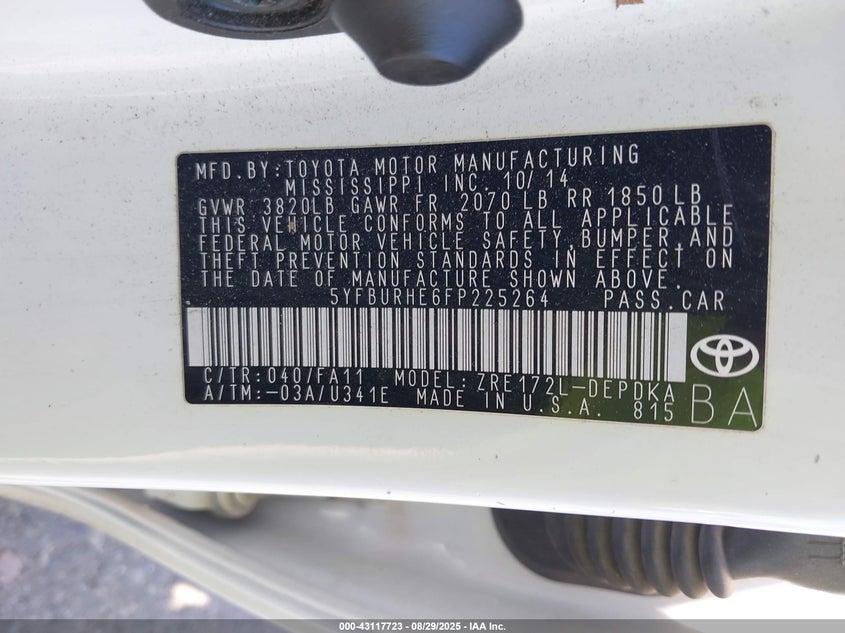 MFD.BY:TOYOTA MOTOR MANUFACTURING
MISSISSIPPI INC. 10/14
GVWR 3820LB GAWR FR 2070LB RR 1850LB
THIS VEHICLE CONFORMS TO ALL APPLICABLE
FEDERAL MOTOR VEHICLE SAFETY,BUMPER,AND
THEFT PREVENTION STANDARDS IN EFFECT ON
THE DATE OF MANUFACTURE SHOWN ABOVE.
5YFBURHE6FP225264 PASS.CAR
C/TR:040/FA11 MODEL:ZRE172L-DEPDKA
A/TM:-03A/U341E MADE IN U.S.A. 815
BA
000-43117723 - 08/29/2025 - IAA Inc.